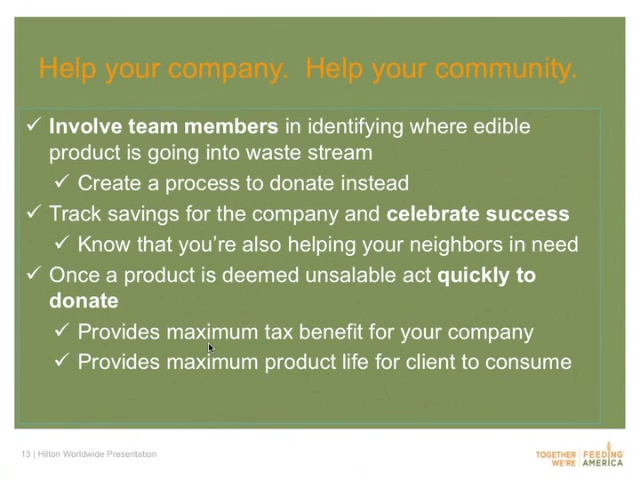 Help your company.  Help your community.
✓ Involve team members in identifying where edible
product is going into waste stream
✓ Create a process to donate instead
✓ Track savings for the company and celebrate success
✓ Know that you're also helping your neighbors in need
✓ Once a product is deemed unsalable act quickly to
donate
✓ Provides maximum tax benefit for your company
✓ Provides maximum product life for client to consume
13 | Hilton Worldwide Presentation
TOGETHER WE'RE
FEEDING AMERICA